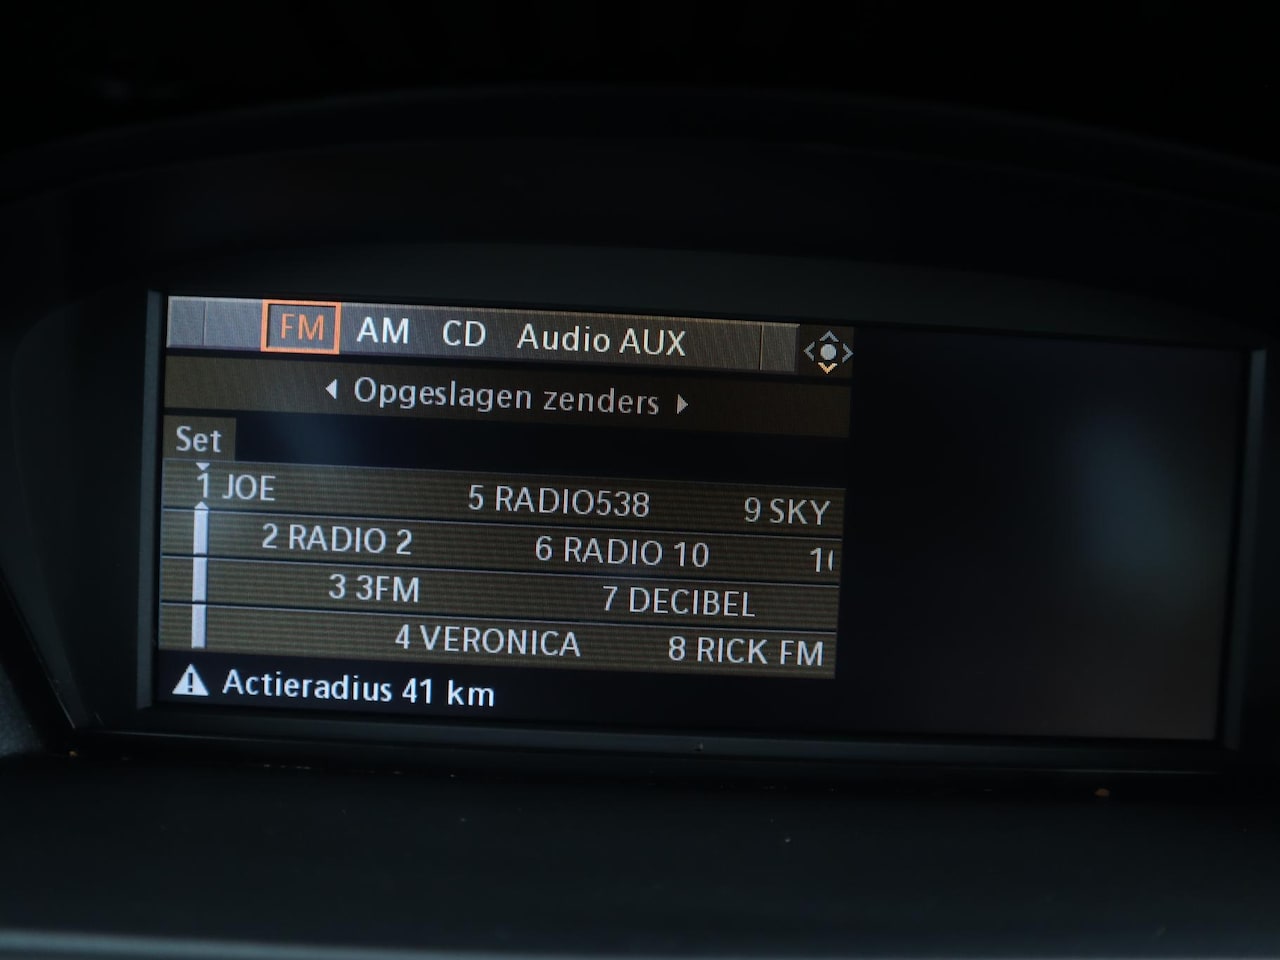 FM AM CD Audio AUX
Opgeslagen zenders
Set
1 JOE 5 RADIO538 9 SKY
2 RADIO 2 6 RADIO 10
3 3FM 7 DECIBEL
4 VERONICA 8 RICK FM
Actieradius 41 km